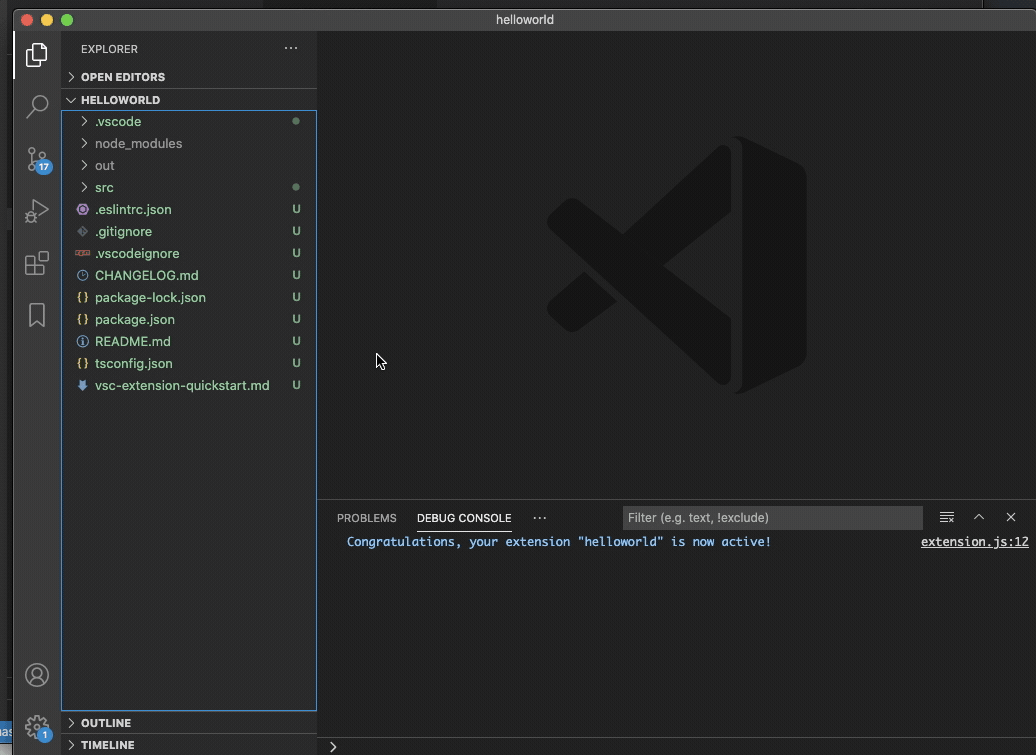 helloworld
EXPLORER
OPEN EDITORS
HELLOWORLD
.vscode
node_modules
out
src
17
.eslintrc.json U
.gitignore U
.vscodeignore U
CHANGELOG.md U
package-lock.json U
package.json U
README.md U
tsconfig.json U
vsc-extension-quickstart.md U
PROBLEMS DEBUG CONSOLE ... Filter (e.g. text, !exclude)
Congratulations, your extension "helloworld" is now active! extension.js:12
OUTLINE
1
TIMELINE